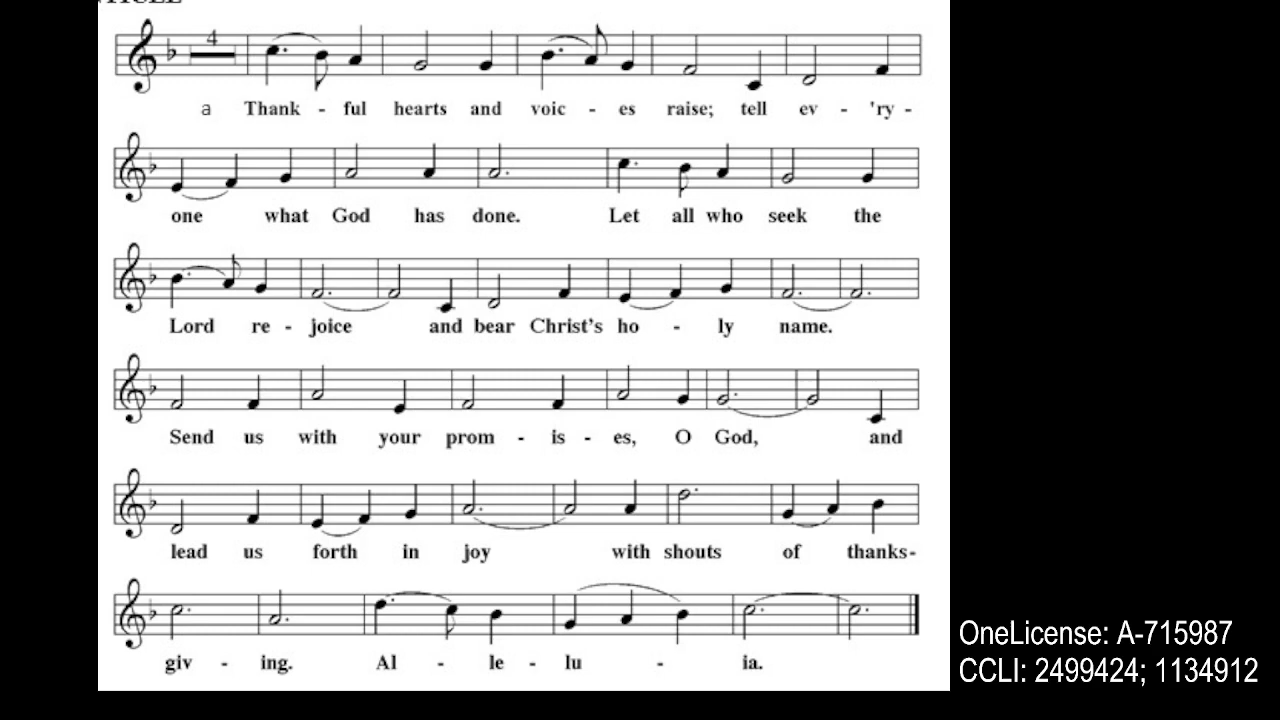 4
a Thank - ful hearts and voic - es raise; tell ev - 'ry -
one what God has done. Let all who seek the
Lord re - joice and bear Christ's ho - ly name.
Send us with your prom - is - es, O God, and
lead us forth in joy with shouts of thanks-
giv - ing. Al - le - lu - ia.
OneLicense: A-715987
CCLI: 2499424; 1134912